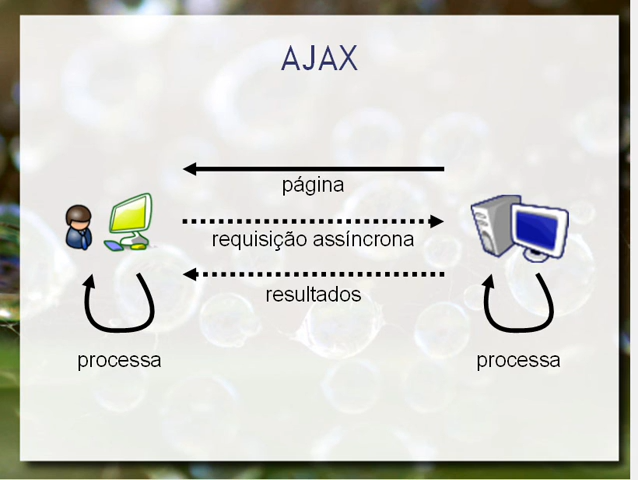 AJAX
página
requisição assíncrona
resultados
processa
processa